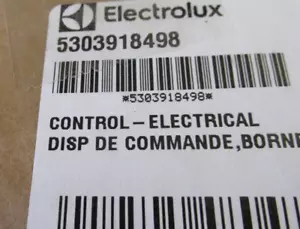 Electrolux
5303918498
*5303918498*
CONTROL-ELECTRICAL
DISP DE COMMANDE,BORNE